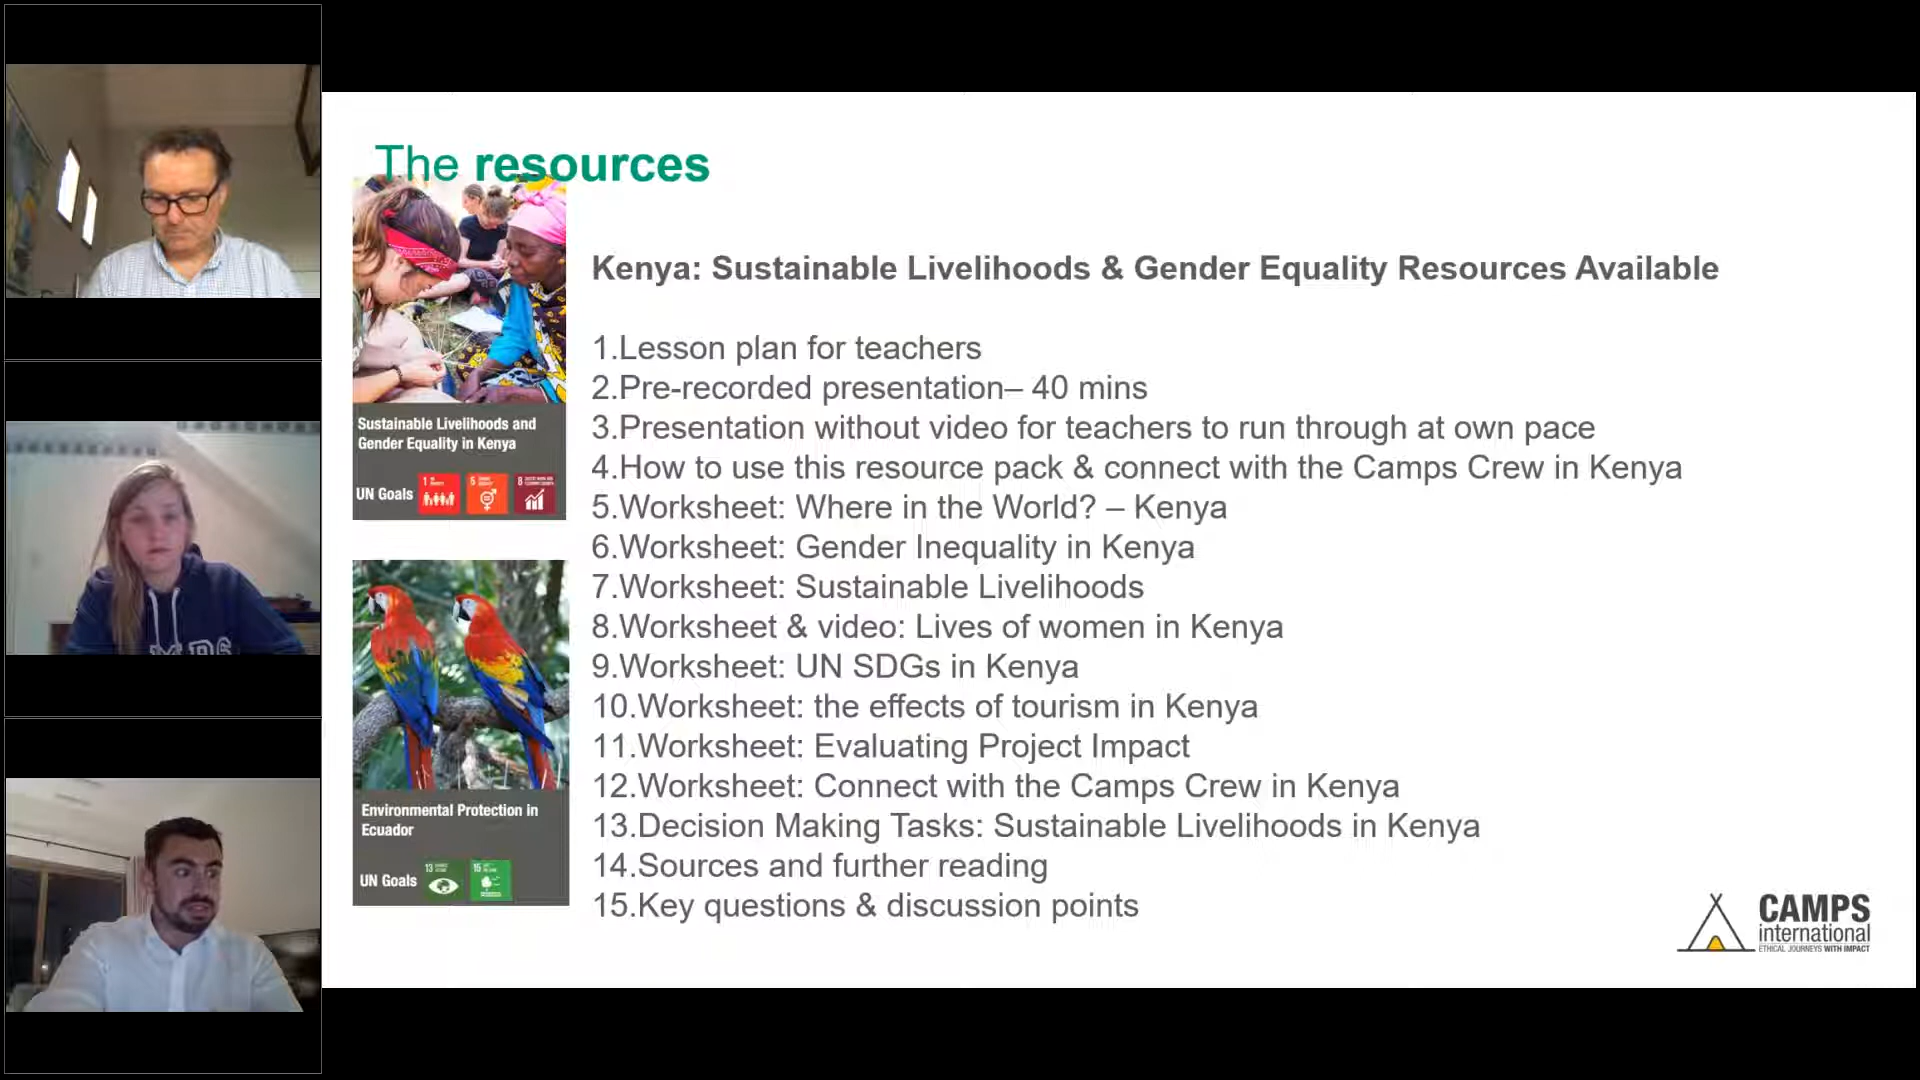 The resources
Kenya: Sustainable Livelihoods & Gender Equality Resources Available
1.Lesson plan for teachers
2.Pre-recorded presentation– 40 mins
3.Presentation without video for teachers to run through at own pace
4.How to use this resource pack & connect with the Camps Crew in Kenya
5.Worksheet: Where in the World? – Kenya
6.Worksheet: Gender Inequality in Kenya
7.Worksheet: Sustainable Livelihoods
8.Worksheet & video: Lives of women in Kenya
9.Worksheet: UN SDGs in Kenya
10.Worksheet: the effects of tourism in Kenya
11.Worksheet: Evaluating Project Impact
12.Worksheet: Connect with the Camps Crew in Kenya
13.Decision Making Tasks: Sustainable Livelihoods in Kenya
14.Sources and further reading
15.Key questions & discussion points
Sustainable Livelihoods and
Gender Equality in Kenya
UN Goals
1
5
8
Environmental Protection in
Ecuador
UN Goals
13
15
CAMPS
international
ETHICAL JOURNEYS WITH IMPACT